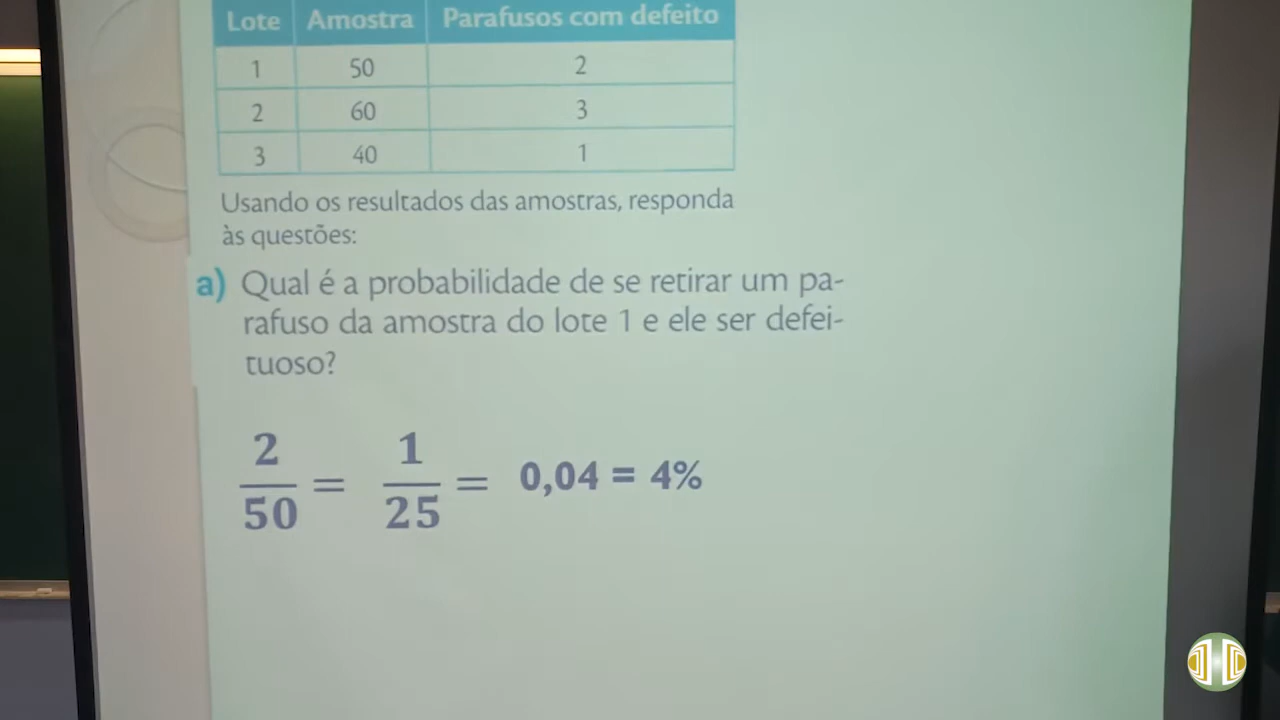 Lote Amostra Parafusos com defeito
1 50 2
2 60 3
3 40 1
Usando os resultados das amostras, responda
às questões:
a) Qual é a probabilidade de se retirar um pa-
rafuso da amostra do lote 1 e ele ser defei-
tuoso?
2/50 = 1/25 = 0,04 = 4%